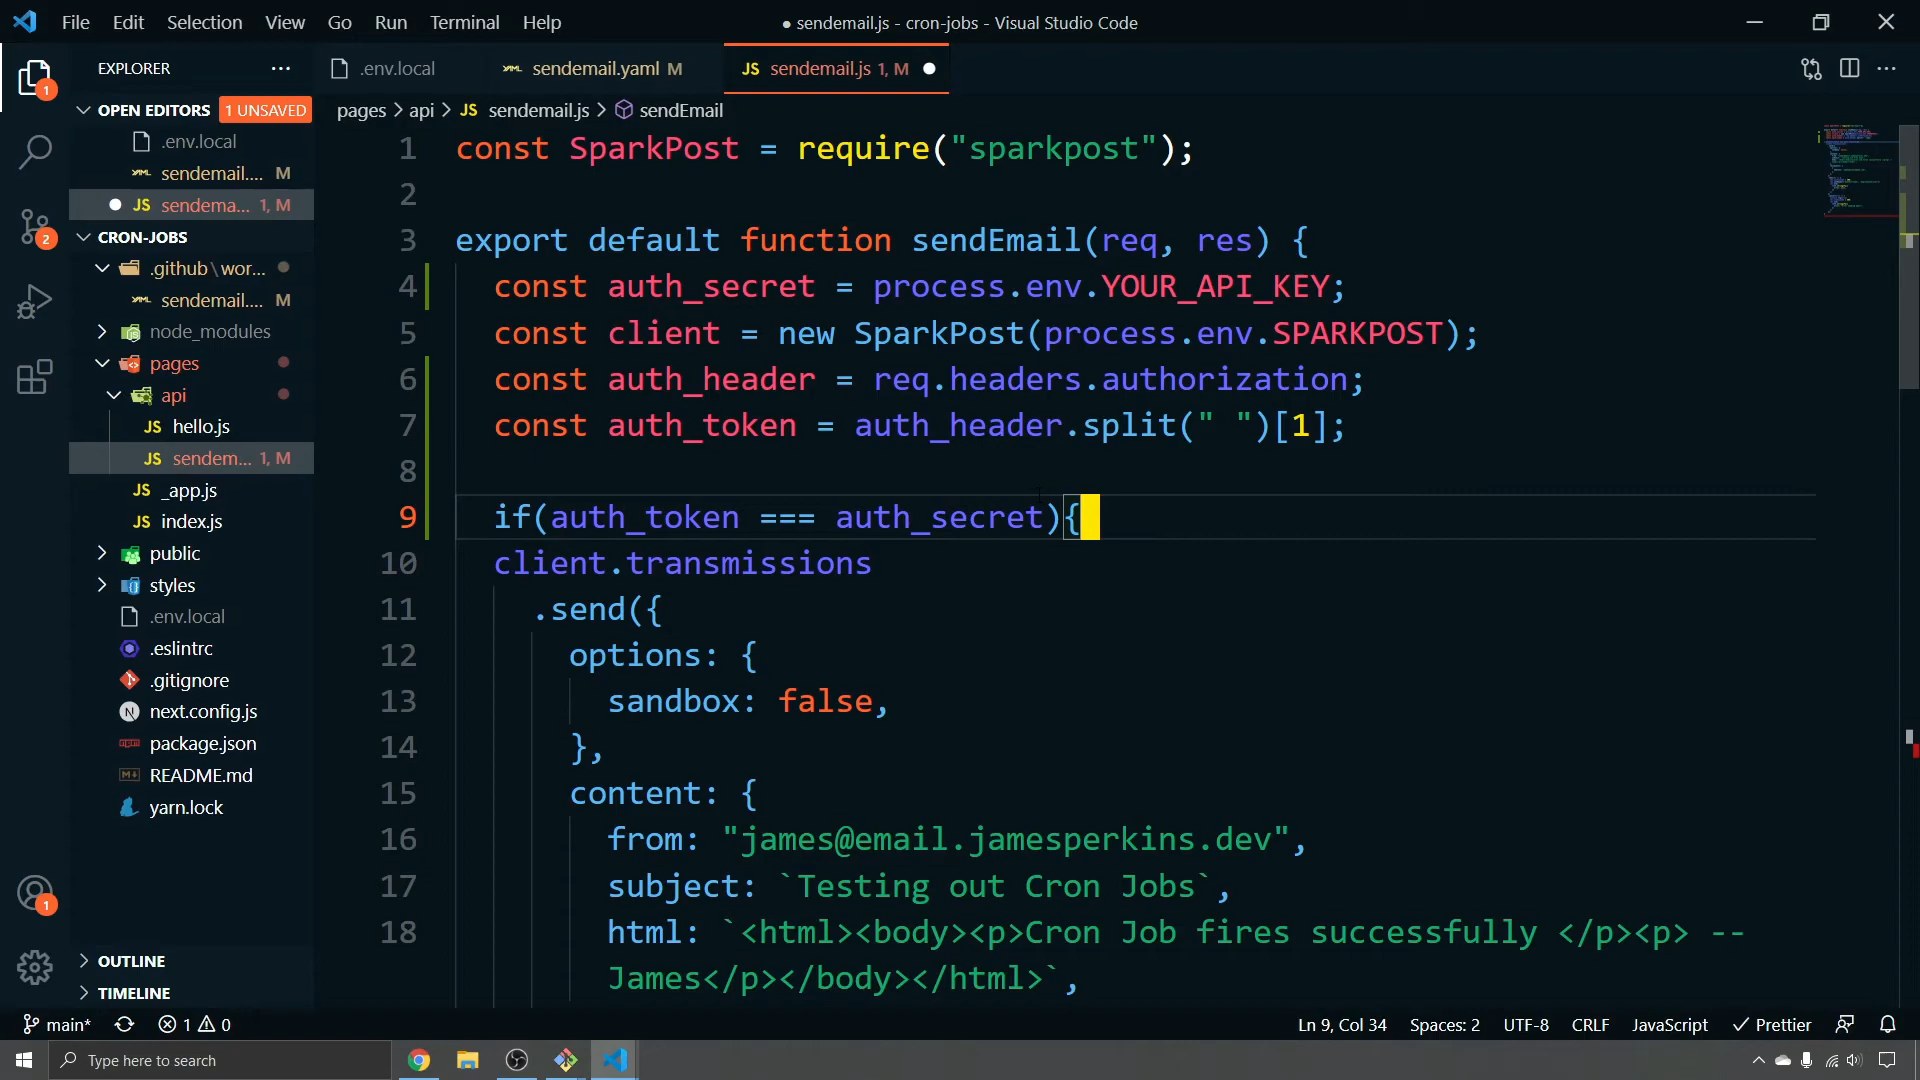 File Edit Selection View Go Run Terminal Help
● sendemail.js - cron-jobs - Visual Studio Code
EXPLORER
.env.local
sendemail.yaml M
JS sendemail.js 1, M
OPEN EDITORS 1 UNSAVED
.env.local
sendemail.... M
JS sendema... 1, M
CRON-JOBS
.github\wor...
sendemail.... M
node_modules
pages
api
JS hello.js
JS sendem... 1, M
JS _app.js
JS index.js
public
styles
.env.local
.eslintrc
.gitignore
next.config.js
package.json
README.md
yarn.lock
OUTLINE
TIMELINE
pages > api > JS sendemail.js > sendEmail
1 const SparkPost = require("sparkpost");
2
3 export default function sendEmail(req, res) {
4 const auth_secret = process.env.YOUR_API_KEY;
5 const client = new SparkPost(process.env.SPARKPOST);
6 const auth_header = req.headers.authorization;
7 const auth_token = auth_header.split(" ")[1];
8
9 if(auth_token === auth_secret){
10 client.transmissions
11 .send({
12 options: {
13 sandbox: false,
14 },
15 content: {
16 from: "james@email.jamesperkins.dev",
17 subject: `Testing out Cron Jobs`,
18 html: `<html><body><p>Cron Job fires successfully </p><p> --
James</p></body></html>`,
main* 1 0
Ln 9, Col 34 Spaces: 2 UTF-8 CRLF JavaScript Prettier
Type here to search